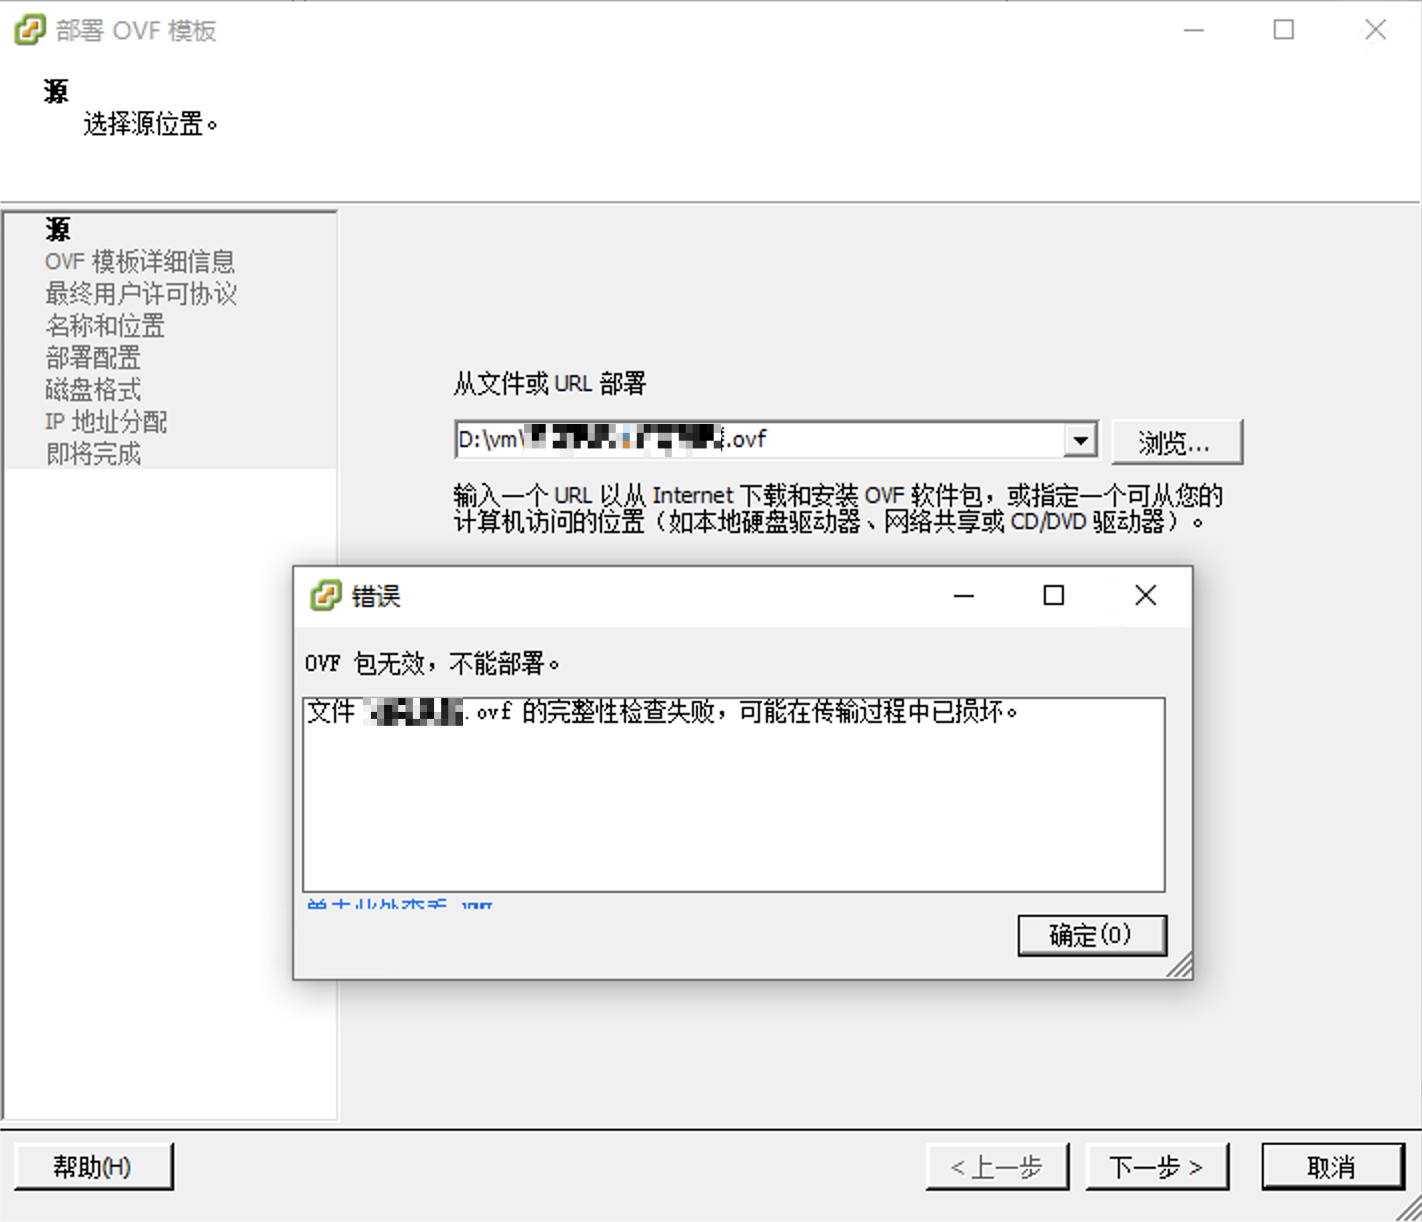 部署 OVF 模板
源
选择源位置。
源
OVF 模板详细信息
最终用户许可协议
名称和位置
部署配置
磁盘格式
IP 地址分配
即将完成
从文件或 URL 部署
D:\vm\ .ovf
浏览...
输入一个 URL 以从 Internet 下载和安装 OVF 软件包，或指定一个可从您的
计算机访问的位置（如本地硬盘驱动器、网络共享或 CD/DVD 驱动器）。
错误
OVF 包无效，不能部署。
文件 .ovf 的完整性检查失败，可能在传输过程中已损坏。
确定(O)
帮助(H)
< 上一步
下一步 >
取消